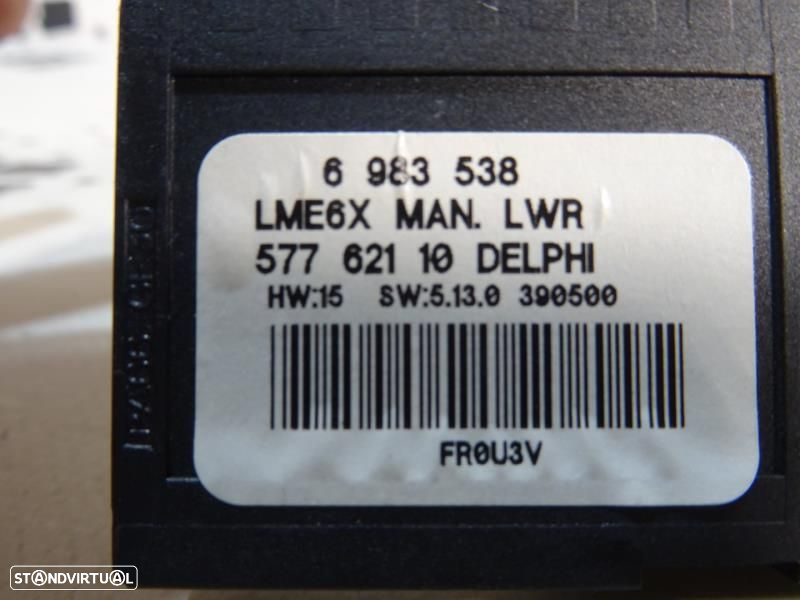 6 983 538
LME6X MAN. LWR
577 621 10 DELPHI
HW:15 SW:5.13.0 390500
FR0U3V
STANDVIRTUAL